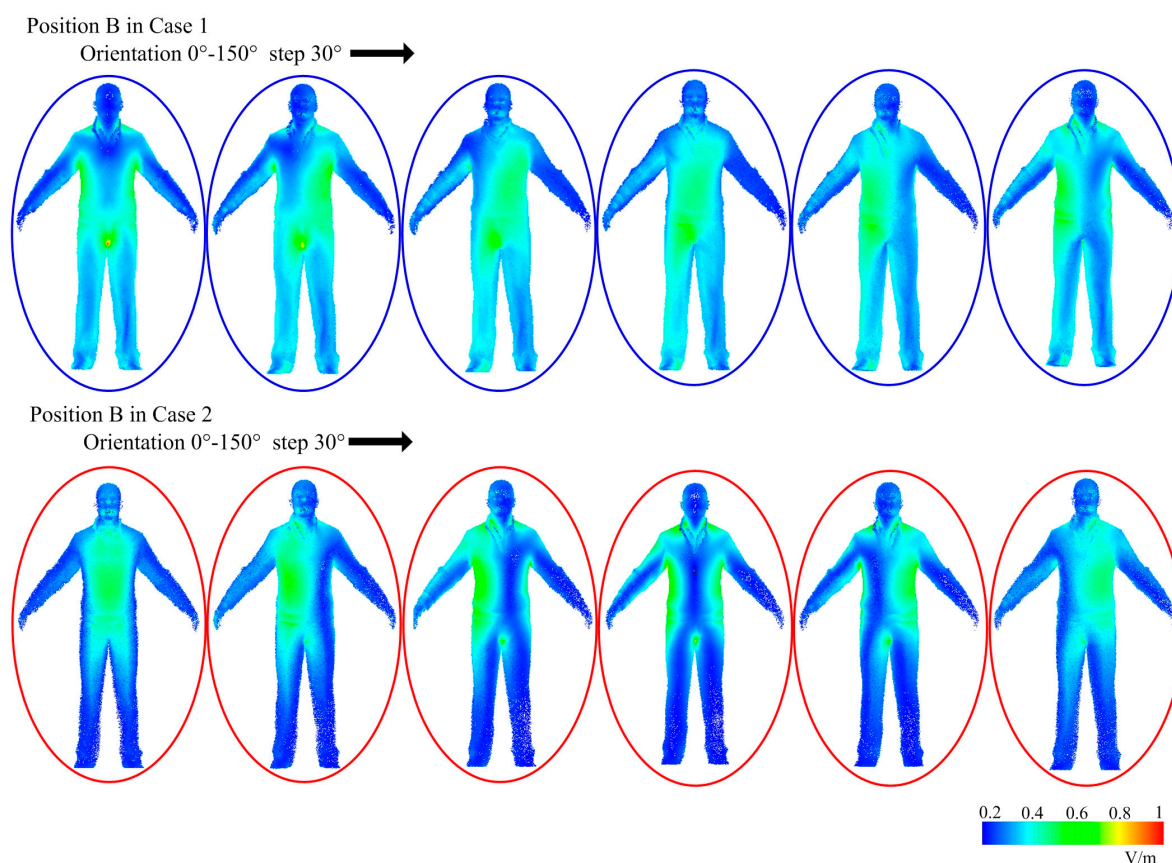 Position B in Case 1
Orientation 0°-150° step 30°
Position B in Case 2
Orientation 0°-150° step 30°
0.2 0.4 0.6 0.8 1
V/m